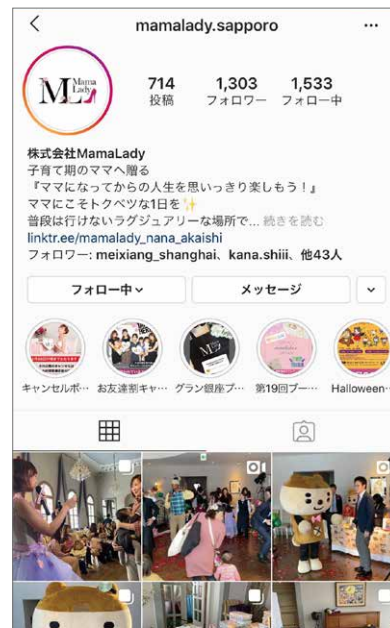 mamalady.sapporo
Mama
ML
Lady
714 1,303 1,533
投稿 フォロワー フォロー中
株式会社MamaLady
子育て期のママへ贈る
『ママになってからの人生を思いっきり楽しもう！』
ママにこそトクベツな1日を✨
普段は行けないラグジュアリーな場所で... 続きを読む
linktr.ee/mamalady_nana_akaishi
フォロワー: meixiang_shanghai、kana.shiii、他43人
フォロー中 メッセージ
キャンセルポ… お友達割キャ… グラン銀座ブ… 第19回ブー… Halloween…